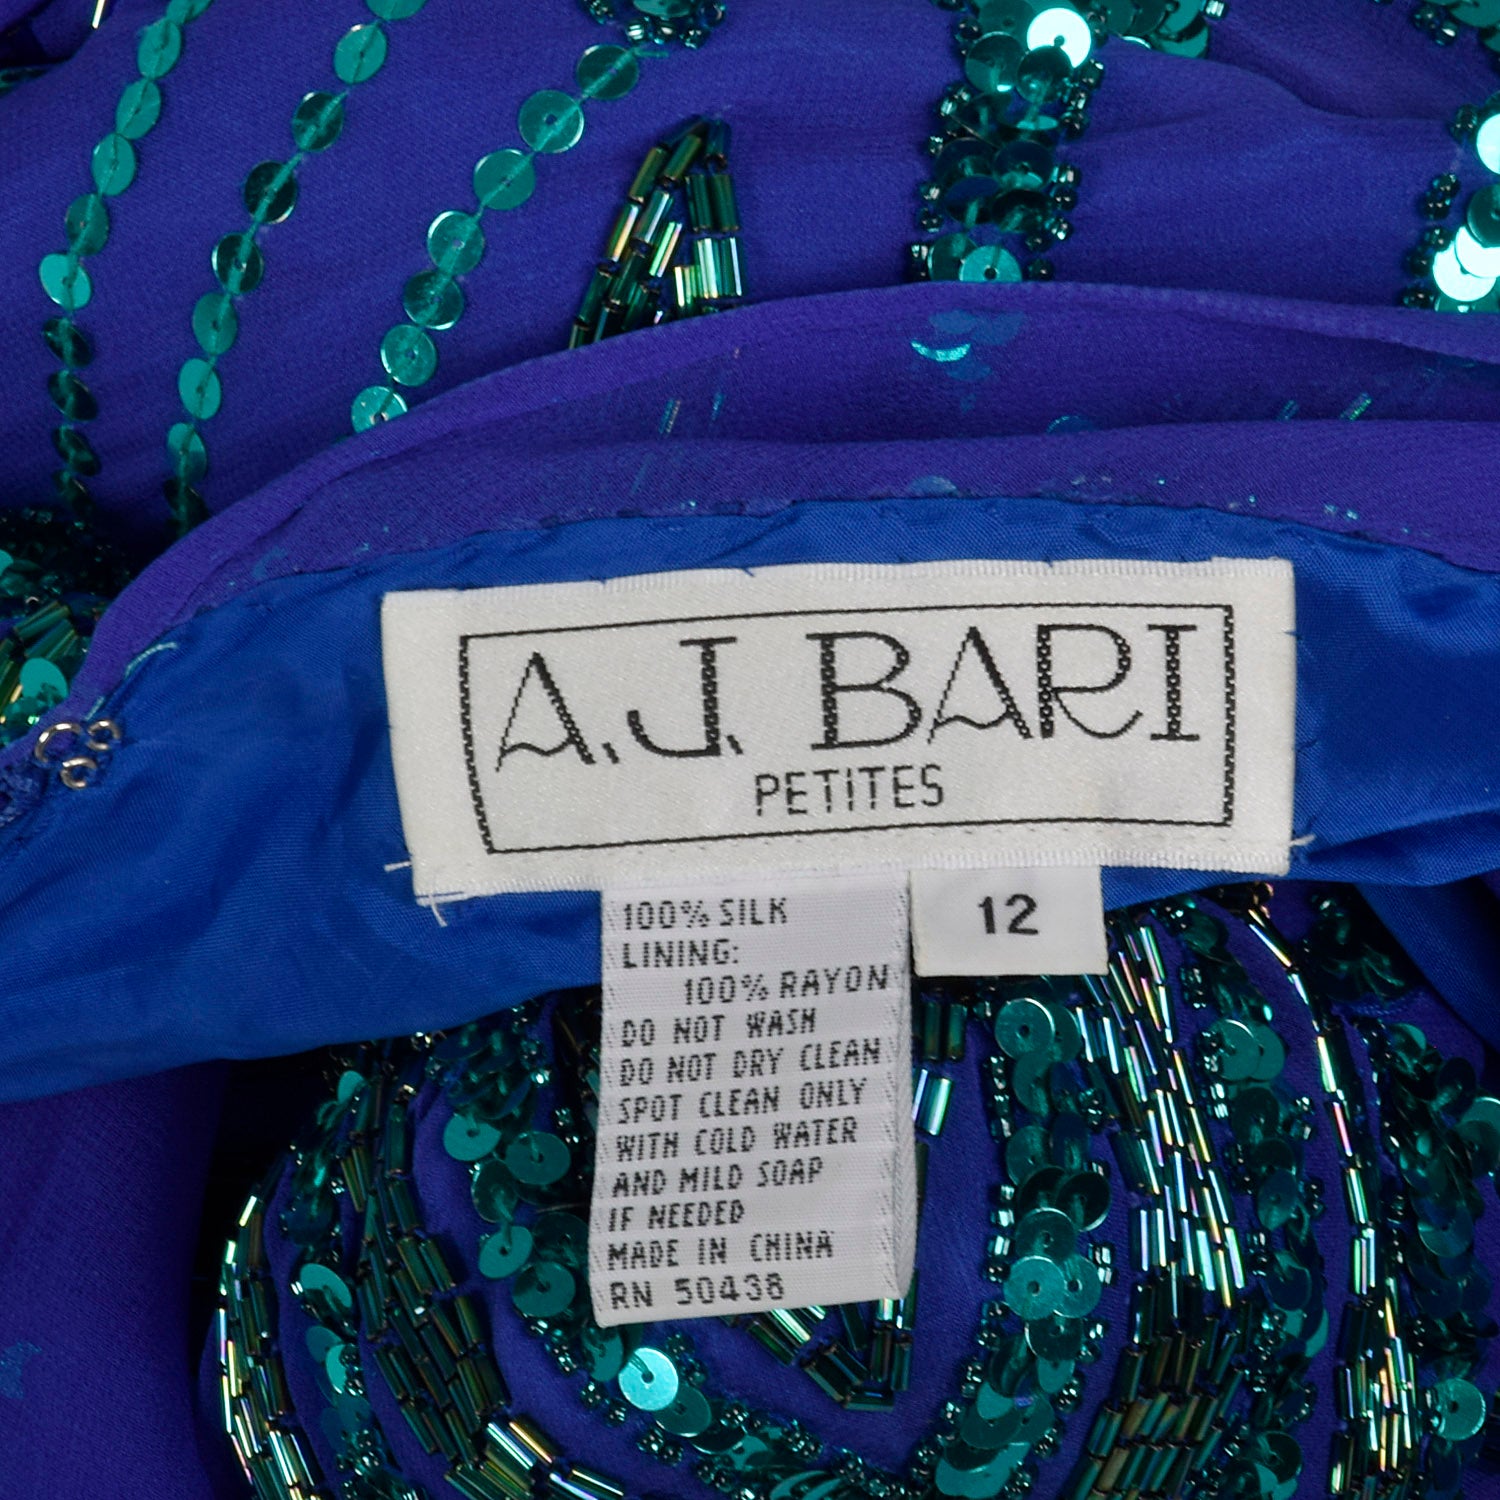 A.J. BARI
PETITES
12
100% SILK
LINING:
100% RAYON
DO NOT WASH
DO NOT DRY CLEAN
SPOT CLEAN ONLY
WITH COLD WATER
AND MILD SOAP
IF NEEDED
MADE IN CHINA
RN 50438